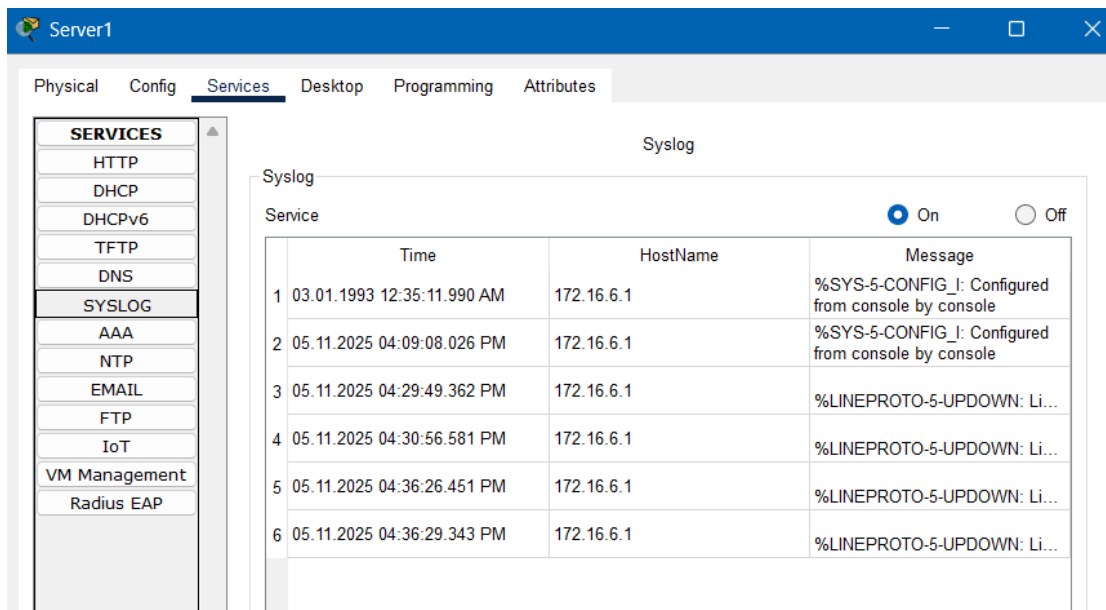 Server1
Physical Config Services Desktop Programming Attributes
SERVICES
HTTP
DHCP
DHCPv6
TFTP
DNS
SYSLOG
AAA
NTP
EMAIL
FTP
IoT
VM Management
Radius EAP
Syslog
Syslog
Service On Off
Time HostName Message
1 03.01.1993 12:35:11.990 AM 172.16.6.1 %SYS-5-CONFIG_I: Configured
from console by console
2 05.11.2025 04:09:08.026 PM 172.16.6.1 %SYS-5-CONFIG_I: Configured
from console by console
3 05.11.2025 04:29:49.362 PM 172.16.6.1 %LINEPROTO-5-UPDOWN: Li...
4 05.11.2025 04:30:56.581 PM 172.16.6.1 %LINEPROTO-5-UPDOWN: Li...
5 05.11.2025 04:36:26.451 PM 172.16.6.1 %LINEPROTO-5-UPDOWN: Li...
6 05.11.2025 04:36:29.343 PM 172.16.6.1 %LINEPROTO-5-UPDOWN: Li...